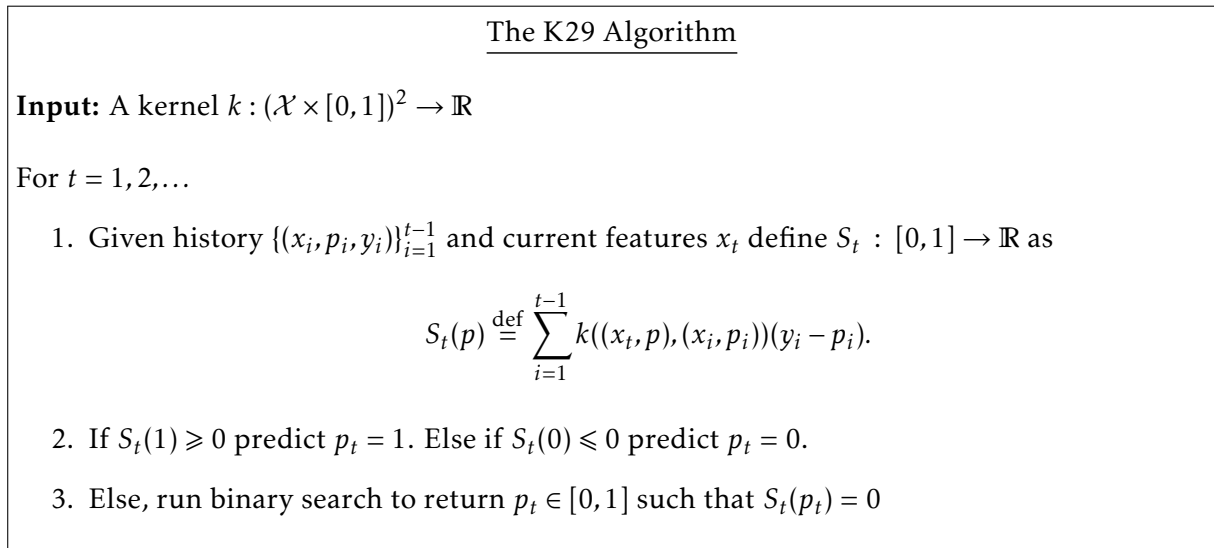 The K29 Algorithm
Input: A kernel k : (𝒳 × [0, 1])² → ℝ
For t = 1, 2, …
1. Given history {(xᵢ, pᵢ, yᵢ)}ᵢ₌₁ᵗ⁻¹ and current features xₜ define Sₜ : [0, 1] → ℝ as
Sₜ(p) ≝ ∑ᵢ₌₁ᵗ⁻¹ k((xₜ, p), (xᵢ, pᵢ))(yᵢ − pᵢ).
2. If Sₜ(1) ⩾ 0 predict pₜ = 1. Else if Sₜ(0) ⩽ 0 predict pₜ = 0.
3. Else, run binary search to return pₜ ∈ [0, 1] such that Sₜ(pₜ) = 0